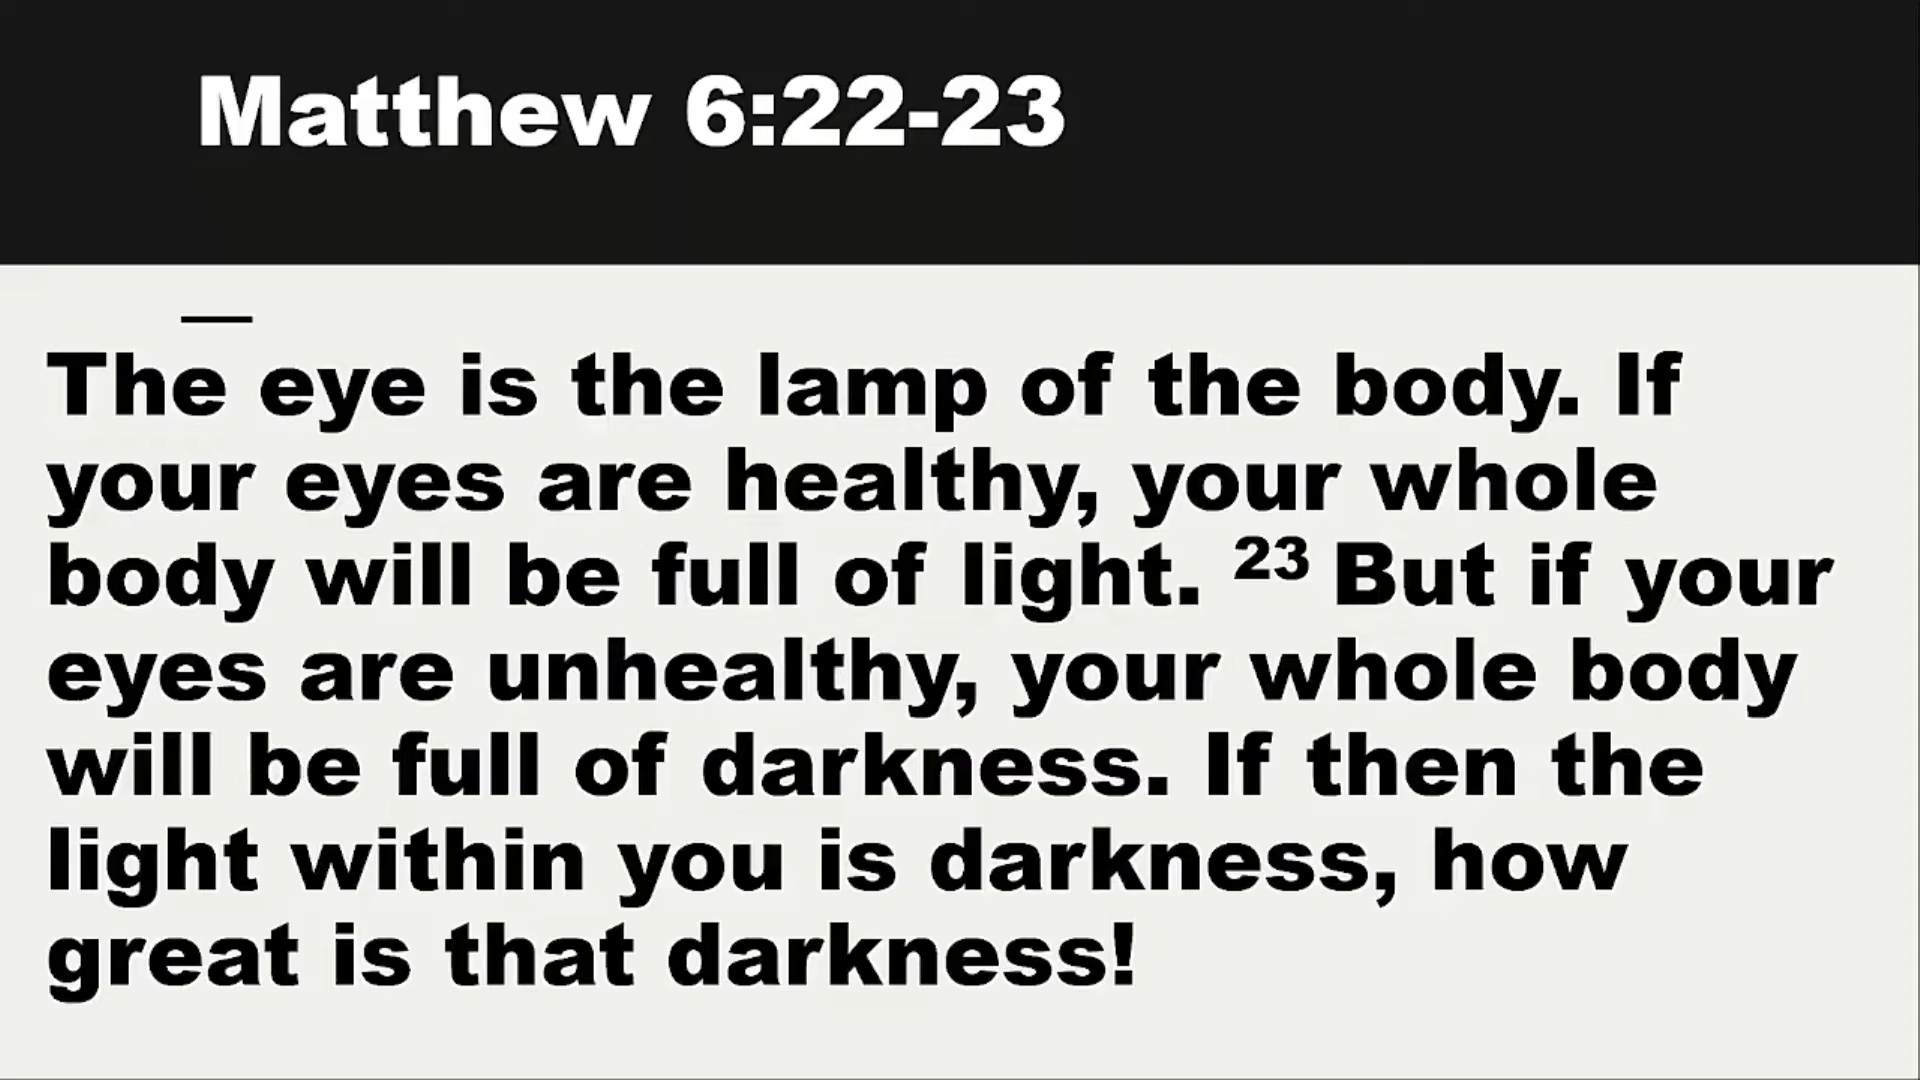 Matthew 6:22-23
The eye is the lamp of the body. If
your eyes are healthy, your whole
body will be full of light. 23 But if your
eyes are unhealthy, your whole body
will be full of darkness. If then the
light within you is darkness, how
great is that darkness!